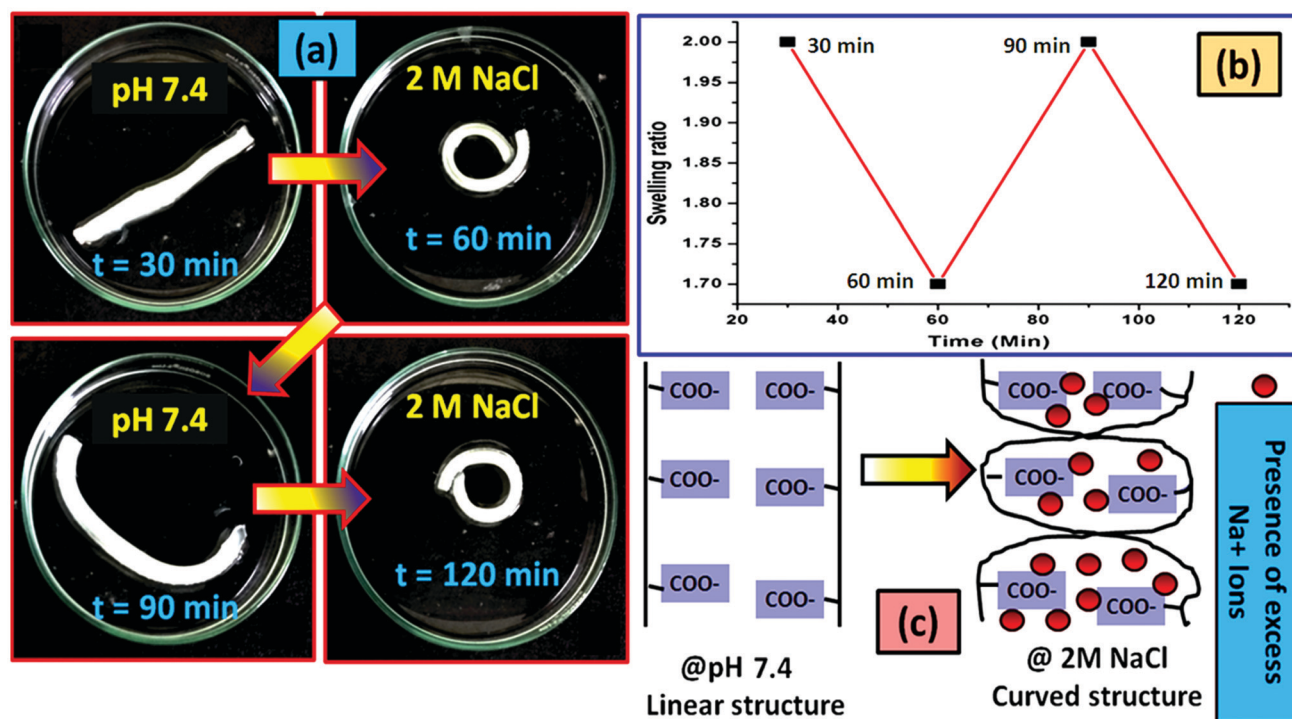 (a)
pH 7.4
t = 30 min
2 M NaCl
t = 60 min
pH 7.4
t = 90 min
2 M NaCl
t = 120 min
(b)
Swelling ratio
2.00
1.95
1.90
1.85
1.80
1.75
1.70
30 min
90 min
60 min
120 min
20
40
60
80
100
120
Time (Min)
COO-
COO-
COO-
COO-
COO-
COO-
@pH 7.4
Linear structure
(c)
COO-
COO-
COO-
COO-
COO-
COO-
@ 2M NaCl
Curved structure
Presence of excess
Na+ Ions